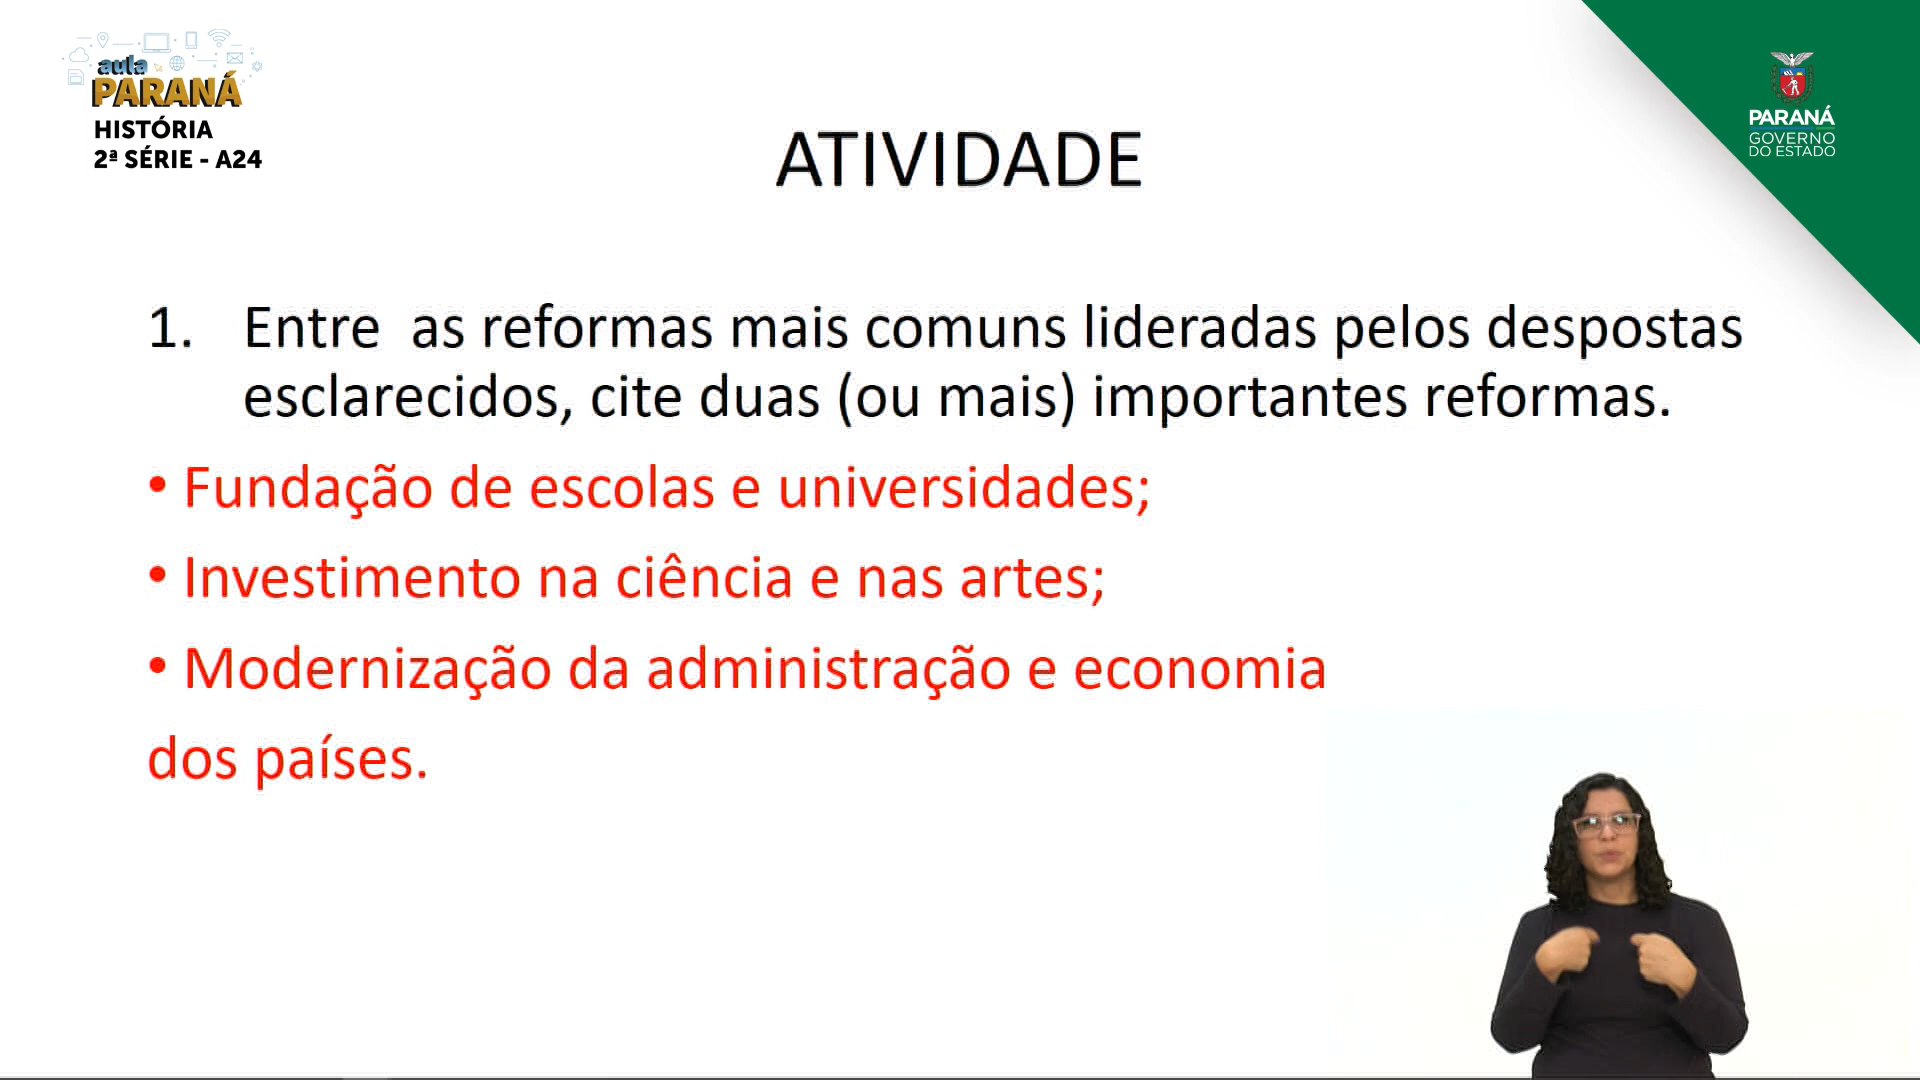 aula
PARANÁ
HISTÓRIA
2ª SÉRIE - A24
PARANÁ
GOVERNO
DO ESTADO
ATIVIDADE
1. Entre as reformas mais comuns lideradas pelos despostas
esclarecidos, cite duas (ou mais) importantes reformas.
• Fundação de escolas e universidades;
• Investimento na ciência e nas artes;
• Modernização da administração e economia
dos países.